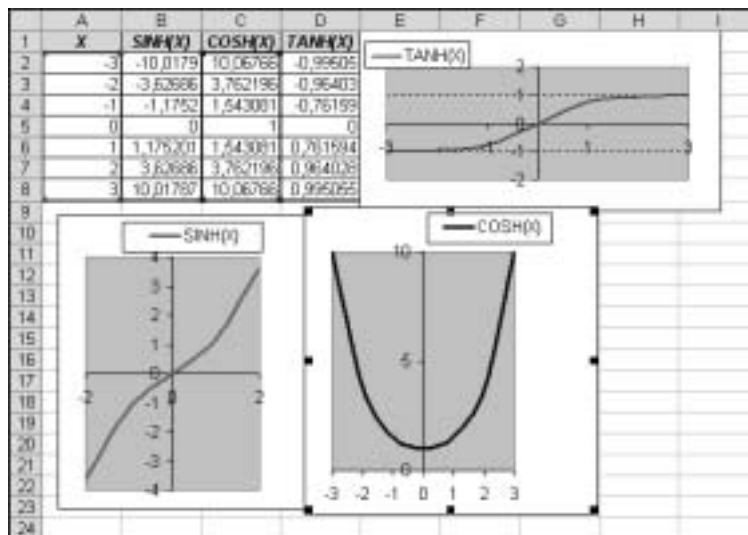 A B C D E F G H I
1 X SINH(X) COSH(X) TANH(X)
2 -3 -10,0179 10,06766 -0,99505
3 -2 -3,62686 3,762196 -0,96403
4 -1 -1,1752 1,543081 -0,76159
5 0 0 1 0
6 1 1,175201 1,543081 0,761594
7 2 3,62686 3,762196 0,964028
8 3 10,01787 10,06766 0,995055
9
10
11
12
13
14
15
16
17
18
19
20
21
22
23
24
TANH(X)
2
1
0
-3 -1 1 3
-1
-2
SINH(X)
4
3
2
1
0
-2 0 2
-1
-2
-3
-4
COSH(X)
10
5
0
-3 -2 -1 0 1 2 3